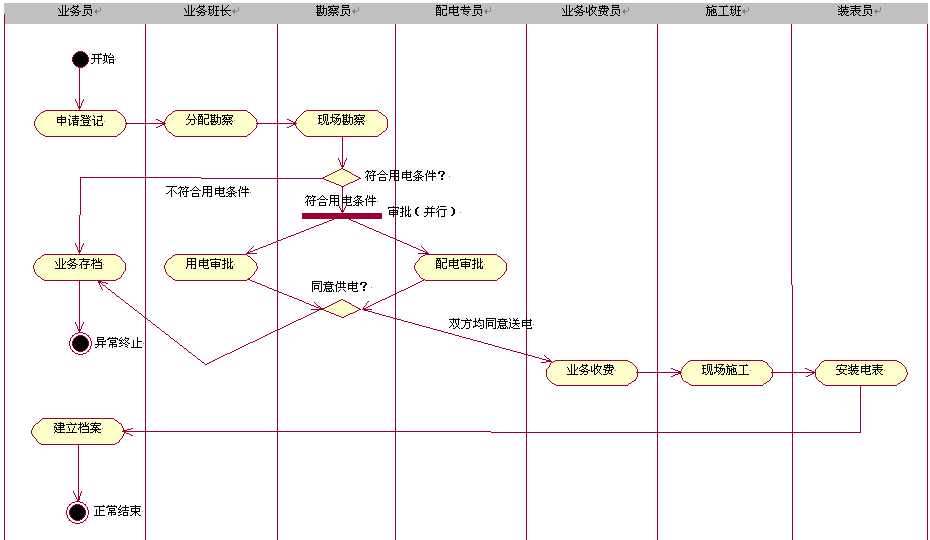 业务员
业务班长
勘察员
配电专员
业务收费员
施工班
装表员
开始
申请登记
分配勘察
现场勘察
符合用电条件？
不符合用电条件
符合用电条件
审批（并行）
业务存档
用电审批
配电审批
同意供电？
双方均同意送电
异常终止
业务收费
现场施工
安装电表
建立档案
正常结束